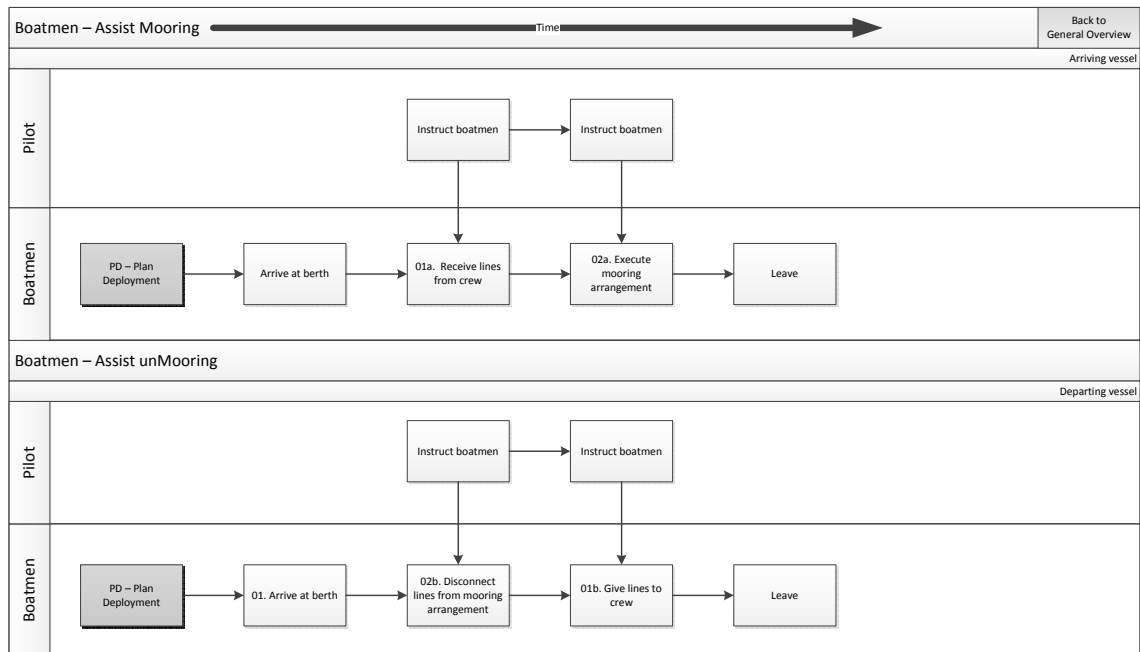 Boatmen – Assist Mooring
Time
Back to
General Overview
Arriving vessel
Pilot
Instruct boatmen
Instruct boatmen
Boatmen
PD – Plan
Deployment
Arrive at berth
01a.  Receive lines
from crew
02a. Execute
mooring
arrangement
Leave
Boatmen – Assist unMooring
Departing vessel
Pilot
Instruct boatmen
Instruct boatmen
Boatmen
PD – Plan
Deployment
01. Arrive at berth
02b. Disconnect
lines from mooring
arrangement
01b. Give lines to
crew
Leave